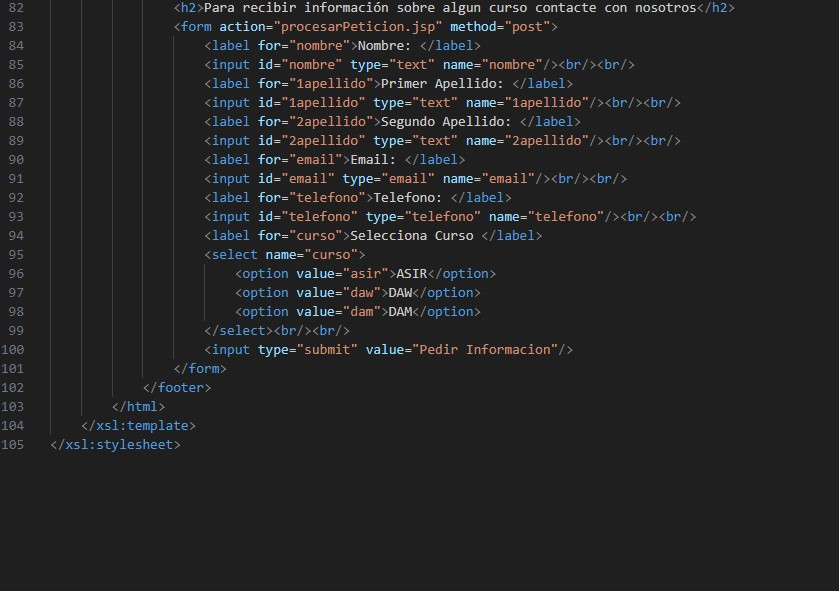 82 <h2>Para recibir información sobre algun curso contacte con nosotros</h2>
83 <form action="procesarPeticion.jsp" method="post">
84 <label for="nombre">Nombre: </label>
85 <input id="nombre" type="text" name="nombre"/><br/><br/>
86 <label for="1apellido">Primer Apellido: </label>
87 <input id="1apellido" type="text" name="1apellido"/><br/><br/>
88 <label for="2apellido">Segundo Apellido: </label>
89 <input id="2apellido" type="text" name="2apellido"/><br/><br/>
90 <label for="email">Email: </label>
91 <input id="email" type="email" name="email"/><br/><br/>
92 <label for="telefono">Telefono: </label>
93 <input id="telefono" type="telefono" name="telefono"/><br/><br/>
94 <label for="curso">Selecciona Curso </label>
95 <select name="curso">
96 <option value="asir">ASIR</option>
97 <option value="daw">DAW</option>
98 <option value="dam">DAM</option>
99 </select><br/><br/>
100 <input type="submit" value="Pedir Informacion"/>
101 </form>
102 </footer>
103 </html>
104 </xsl:template>
105 </xsl:stylesheet>